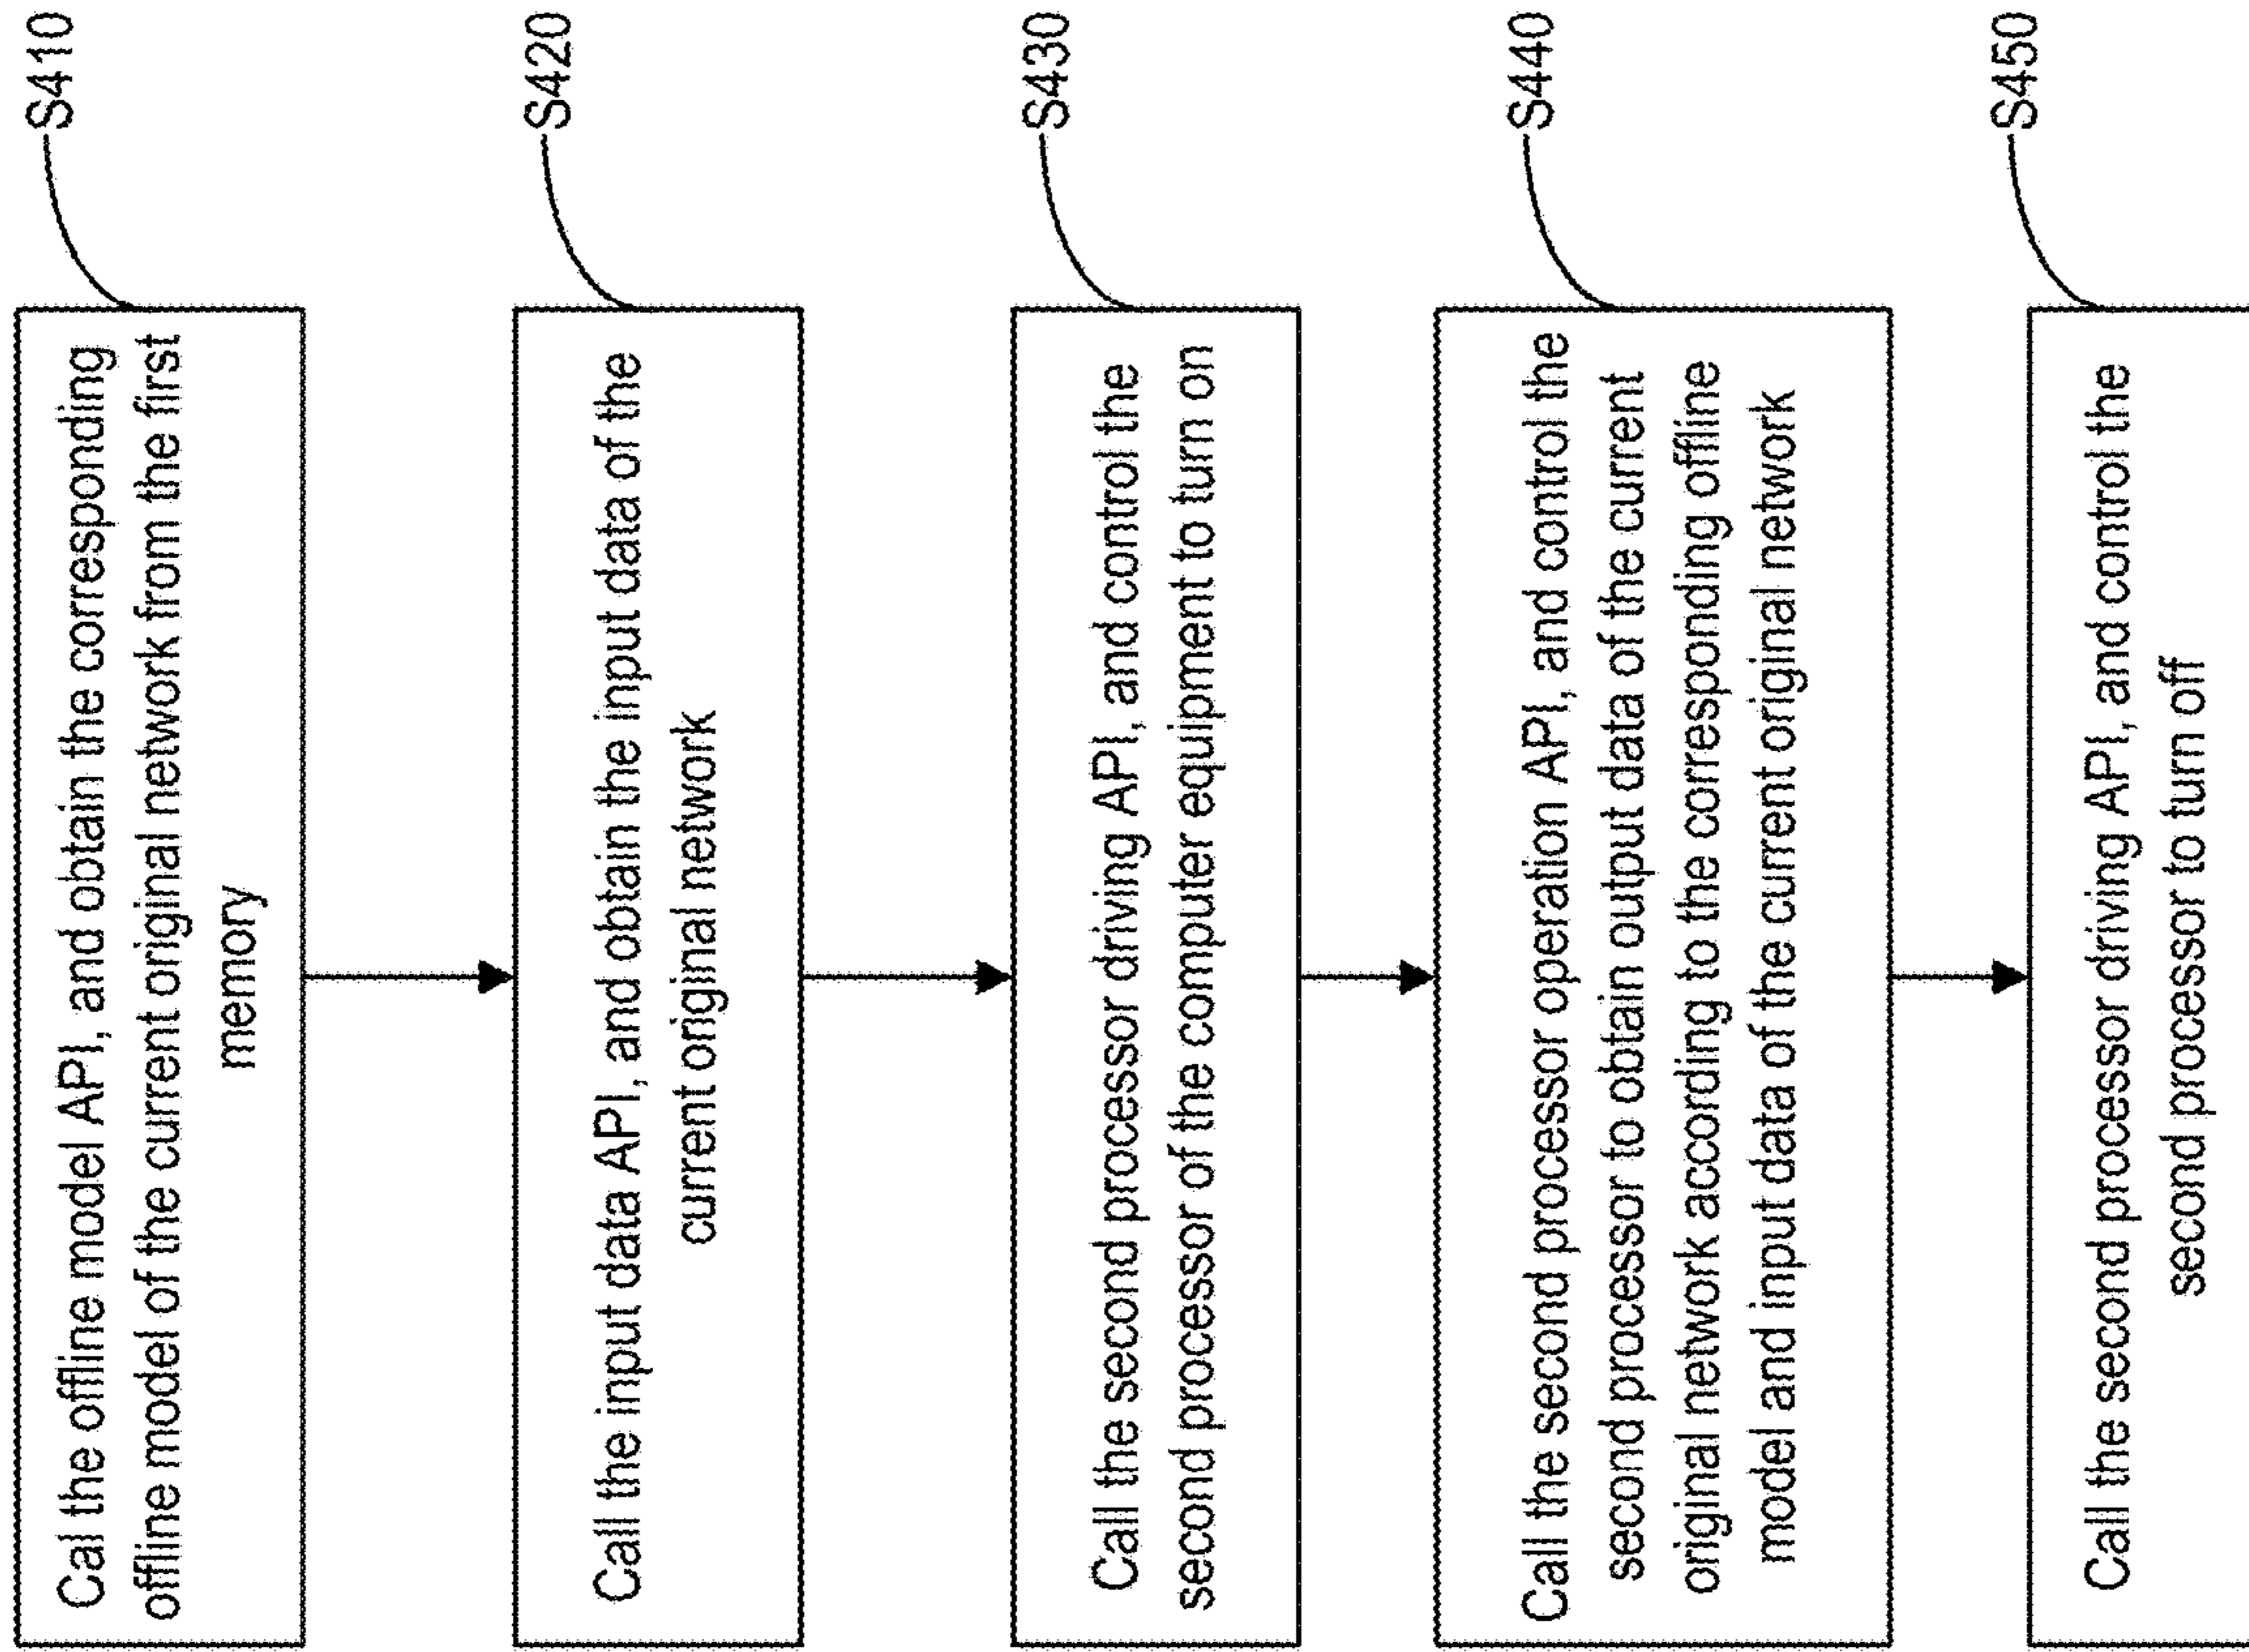 Call the offline model API, and obtain the corresponding
offline model of the current original network from the first
memory
S410
Call the input data API, and obtain the input data of the
current original network
S420
Call the second processor driving API, and control the
second processor of the computer equipment to turn on
S430
Call the second processor operation API, and control the
second processor to obtain output data of the current
original network according to the corresponding offline
model and input data of the current original network
S440
Call the second processor driving API, and control the
second processor to turn off
S450